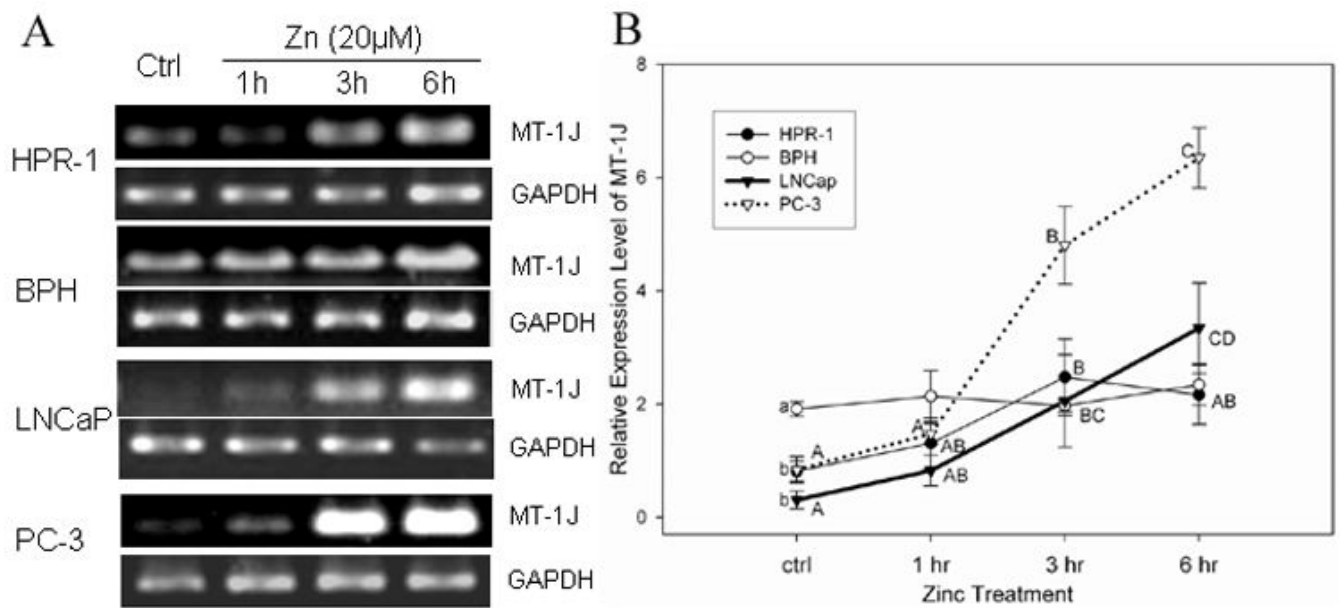 A
Zn (20μM)
Ctrl
1h 3h 6h
HPR-1
MT-1J
GAPDH
BPH
MT-1J
GAPDH
LNCaP
MT-1J
GAPDH
PC-3
MT-1J
GAPDH
B
Relative Expression Level of MT-1J
8
6
4
2
0
HPR-1
BPH
LNCap
PC-3
C
B
CD
B
a
BC
AB
A
A
AB
b
AB
b
A
ctrl 1 hr 3 hr 6 hr
Zinc Treatment